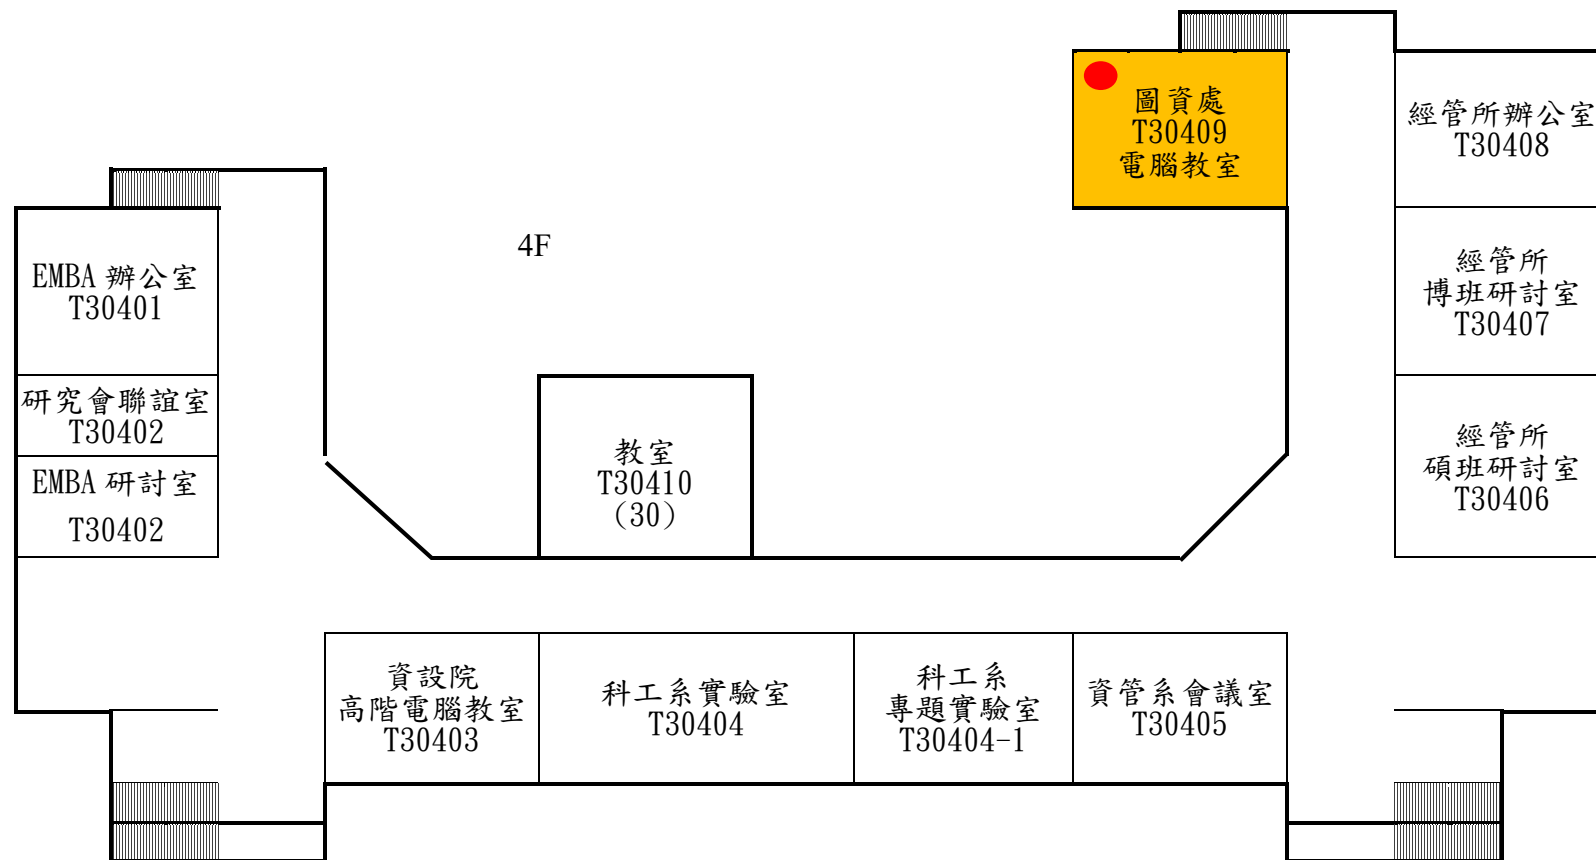 圖資處
T30409
電腦教室
經管所辦公室
T30408
4F
EMBA 辦公室
T30401
經管所
博班研討室
T30407
研究會聯誼室
T30402
EMBA 研討室
T30402
教室
T30410
(30)
經管所
碩班研討室
T30406
資設院
高階電腦教室
T30403
科工系實驗室
T30404
科工系
專題實驗室
T30404-1
資管系會議室
T30405